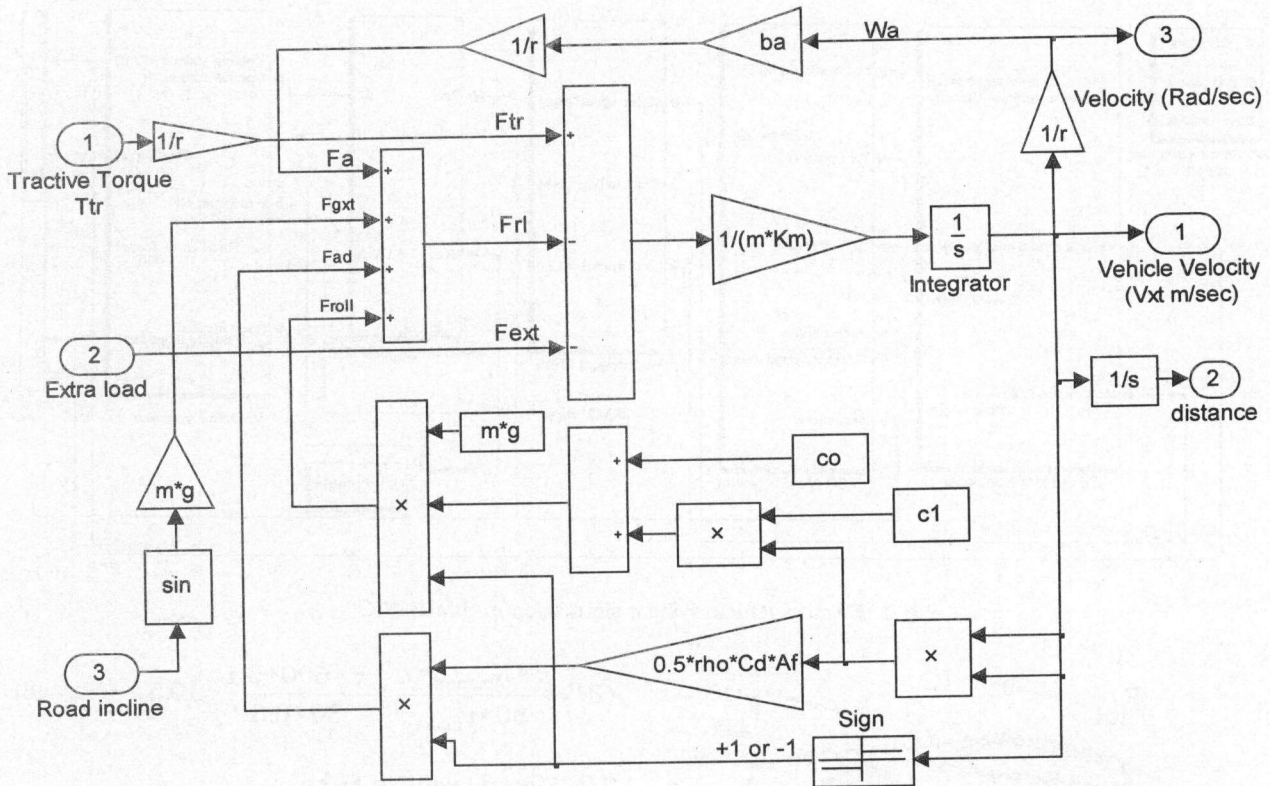 1/r
ba
Wa
3
Velocity (Rad/sec)
1/r
1
1/r
Ftr
+
Tractive Torque
Ttr
Fa
+
Fgxt
+
Frl
−
1/(m*Km)
1
s
Integrator
1
Vehicle Velocity
(Vxt m/sec)
Fad
+
Froll
+
Fext
−
2
Extra load
1/s
2
distance
m*g
+
co
m*g
×
c1
+
×
sin
3
Road incline
×
0.5*rho*Cd*Af
×
Sign
+1 or -1